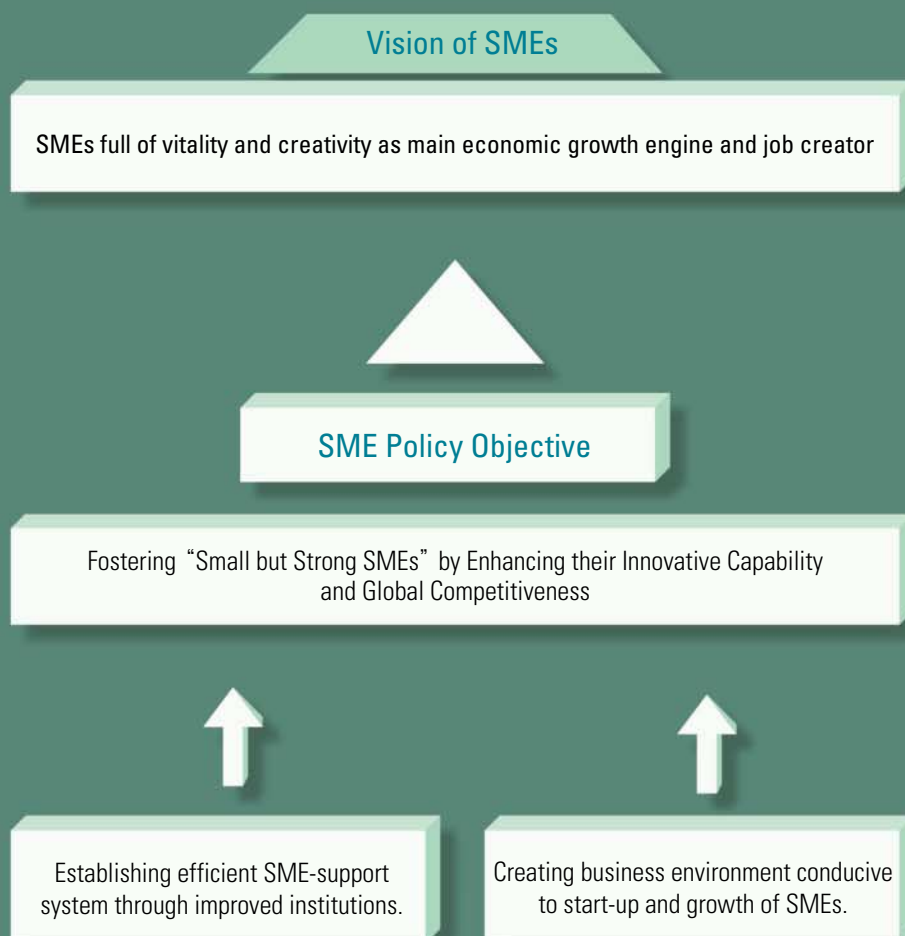 Vision of SMEs
SMEs full of vitality and creativity as main economic growth engine and job creator
SME Policy Objective
Fostering “Small but Strong SMEs” by Enhancing their Innovative Capability
and Global Competitiveness
Establishing efficient SME-support
system through improved institutions.
Creating business environment conducive
to start-up and growth of SMEs.